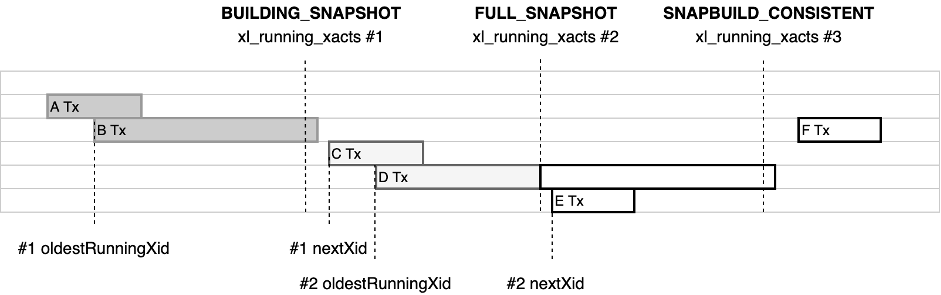 BUILDING_SNAPSHOT
xl_running_xacts #1
FULL_SNAPSHOT
xl_running_xacts #2
SNAPBUILD_CONSISTENT
xl_running_xacts #3
A Tx
B Tx
F Tx
C Tx
D Tx
E Tx
#1 oldestRunningXid
#1 nextXid
#2 oldestRunningXid
#2 nextXid